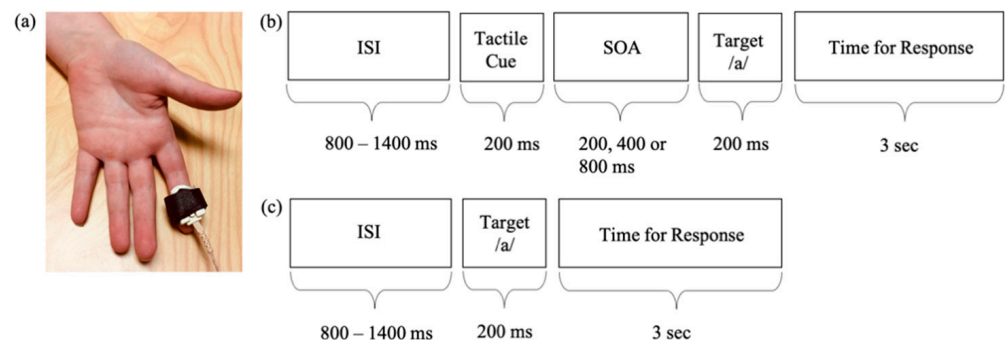 (a)
(b)
ISI
Tactile
Cue
SOA
Target
/a/
Time for Response
800 – 1400 ms
200 ms
200, 400 or
800 ms
200 ms
3 sec
(c)
ISI
Target
/a/
Time for Response
800 – 1400 ms
200 ms
3 sec